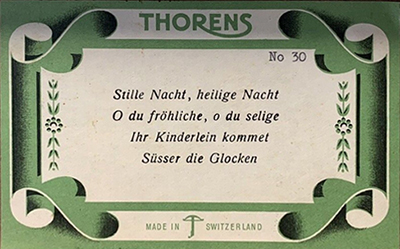 THORENS
No 30
Stille Nacht, heilige Nacht
O du fröhliche, o du selige
Ihr Kinderlein kommet
Süsser die Glocken
MADE IN SWITZERLAND